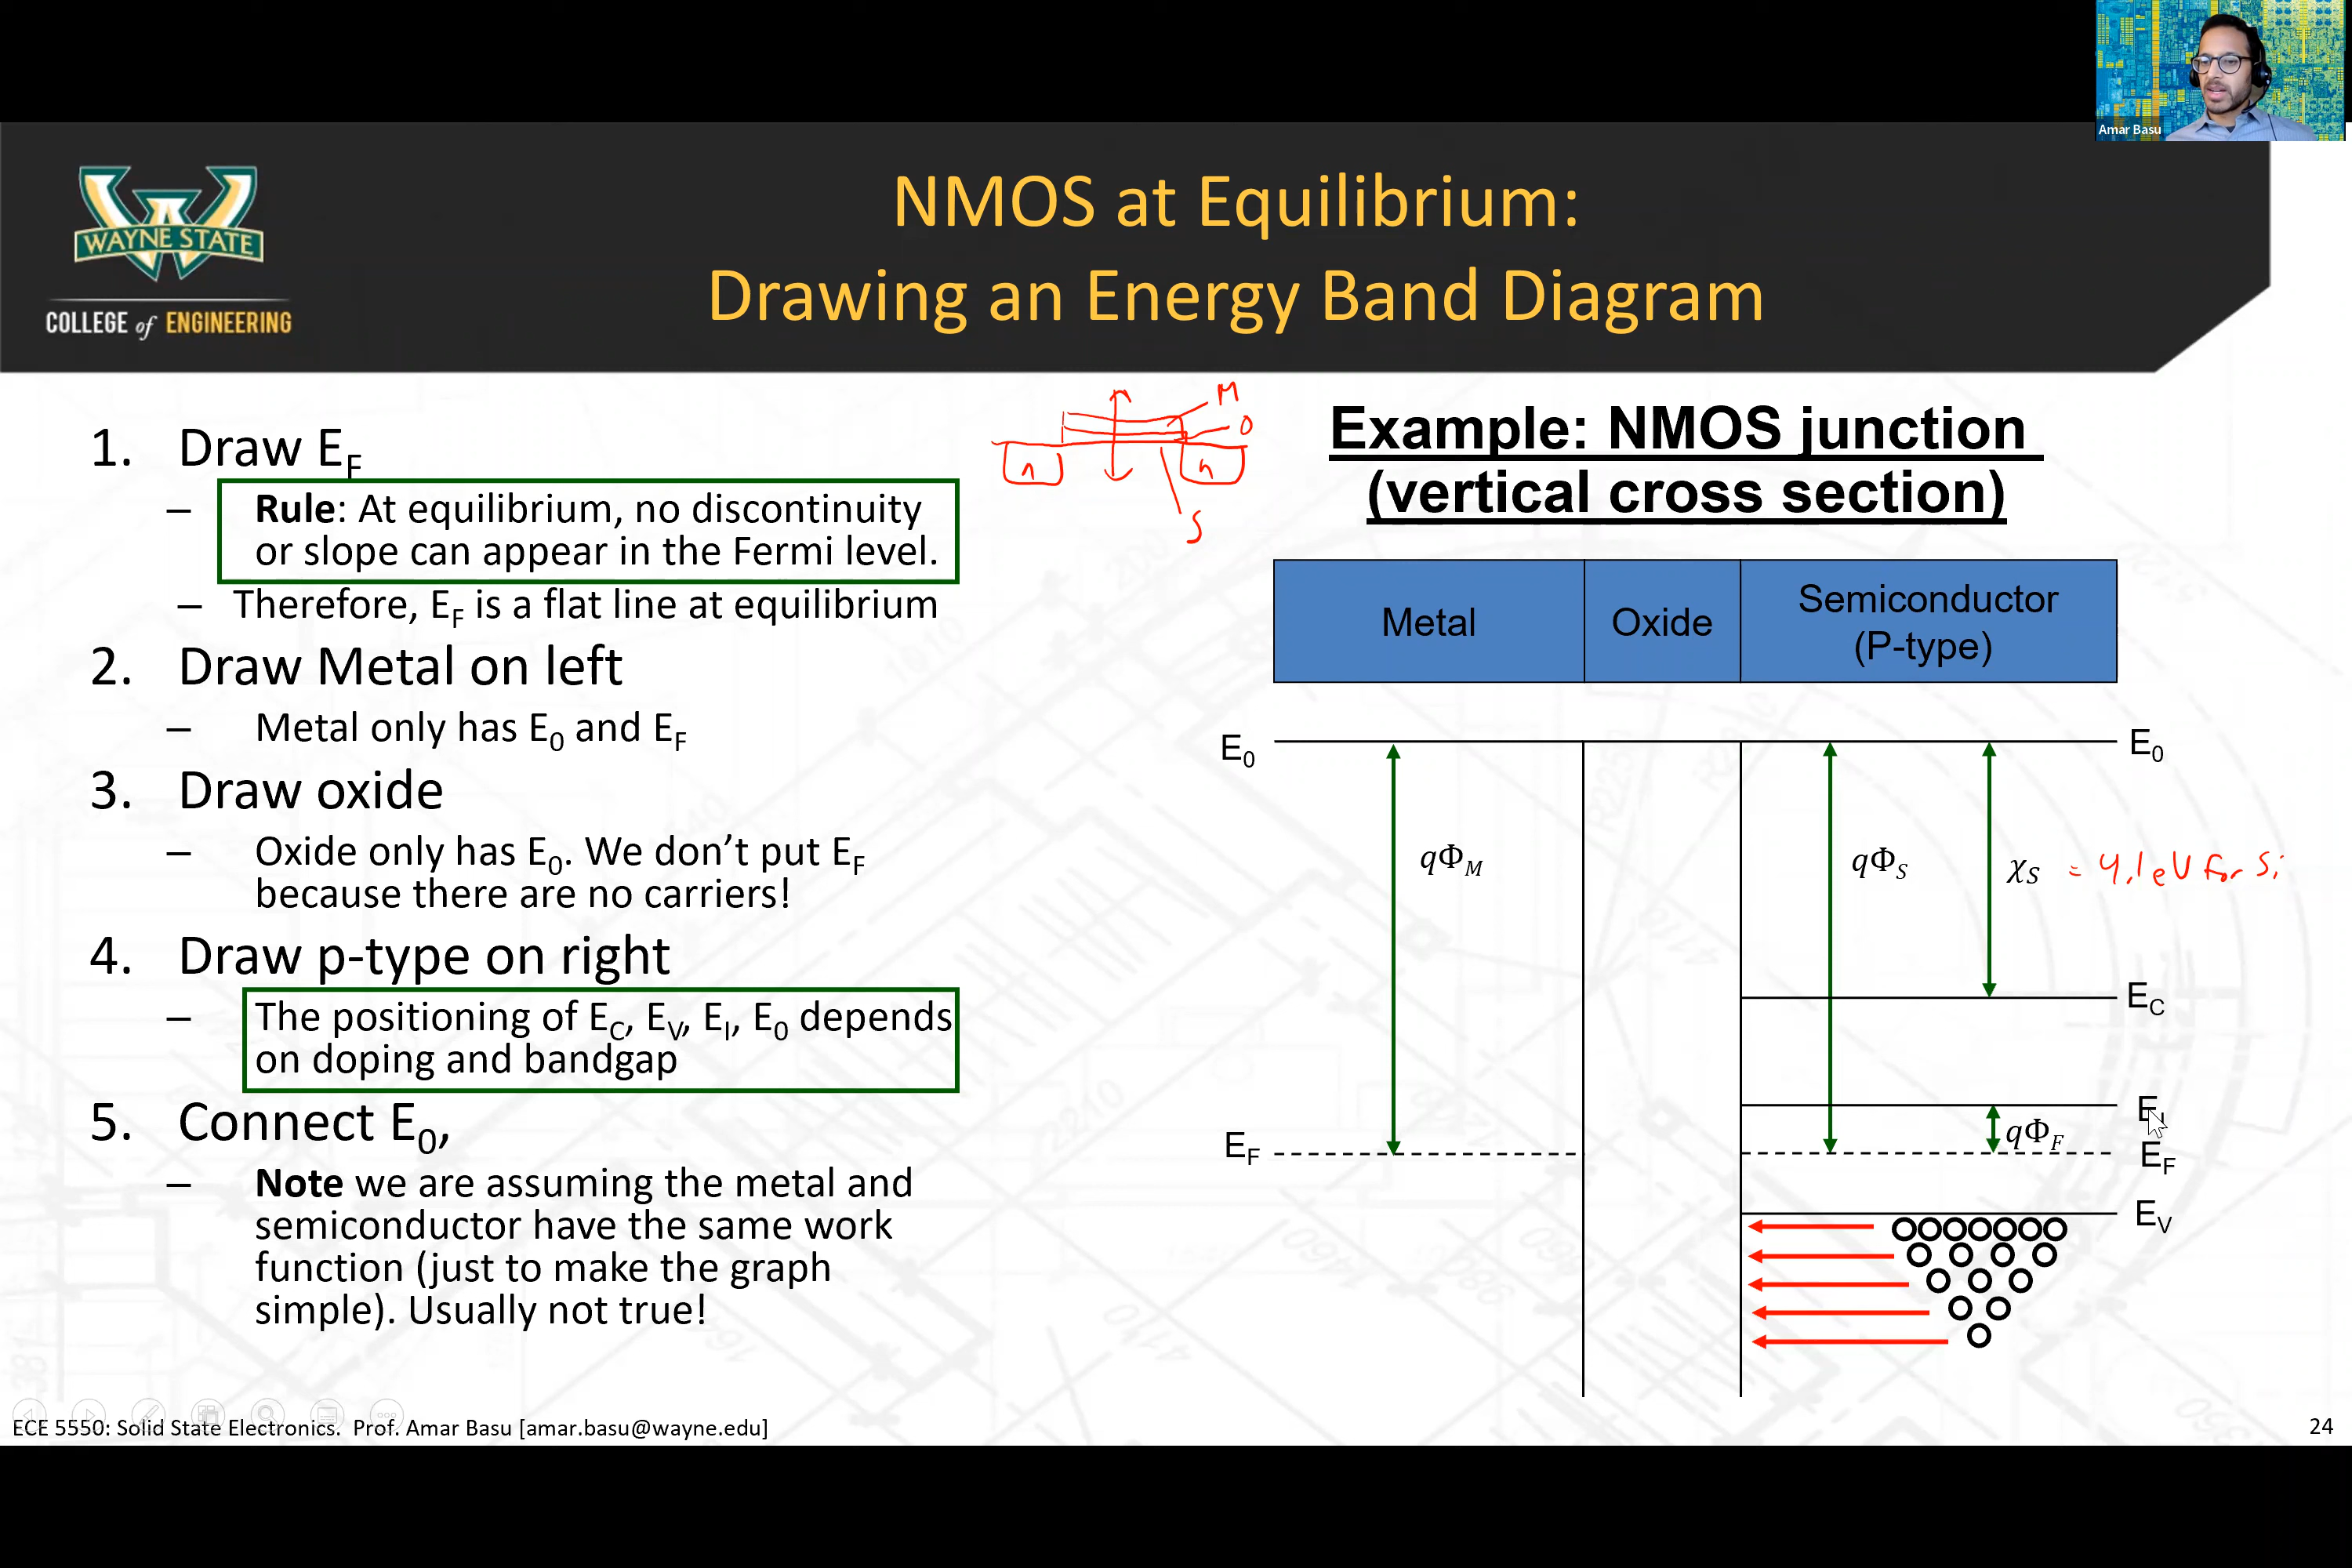 Amar Basu
WAYNE STATE
COLLEGE of ENGINEERING
NMOS at Equilibrium:
Drawing an Energy Band Diagram
1. Draw E_F
– Rule: At equilibrium, no discontinuity
or slope can appear in the Fermi level.
– Therefore, E_F is a flat line at equilibrium
2. Draw Metal on left
– Metal only has E_0 and E_F
3. Draw oxide
– Oxide only has E_0. We don’t put E_F
because there are no carriers!
4. Draw p-type on right
– The positioning of E_C, E_V, E_I, E_0 depends
on doping and bandgap
5. Connect E_0,
– Note we are assuming the metal and
semiconductor have the same work
function (just to make the graph
simple). Usually not true!
M
O
n
n
S
Example: NMOS junction
(vertical cross section)
Metal
Oxide
Semiconductor
(P-type)
E_0
E_0
qΦ_M
qΦ_S
χ_S = 4.1 eV for Si
E_C
E_I
qΦ_F
E_F
E_F
E_V
ECE 5550: Solid State Electronics. Prof. Amar Basu [amar.basu@wayne.edu]
24